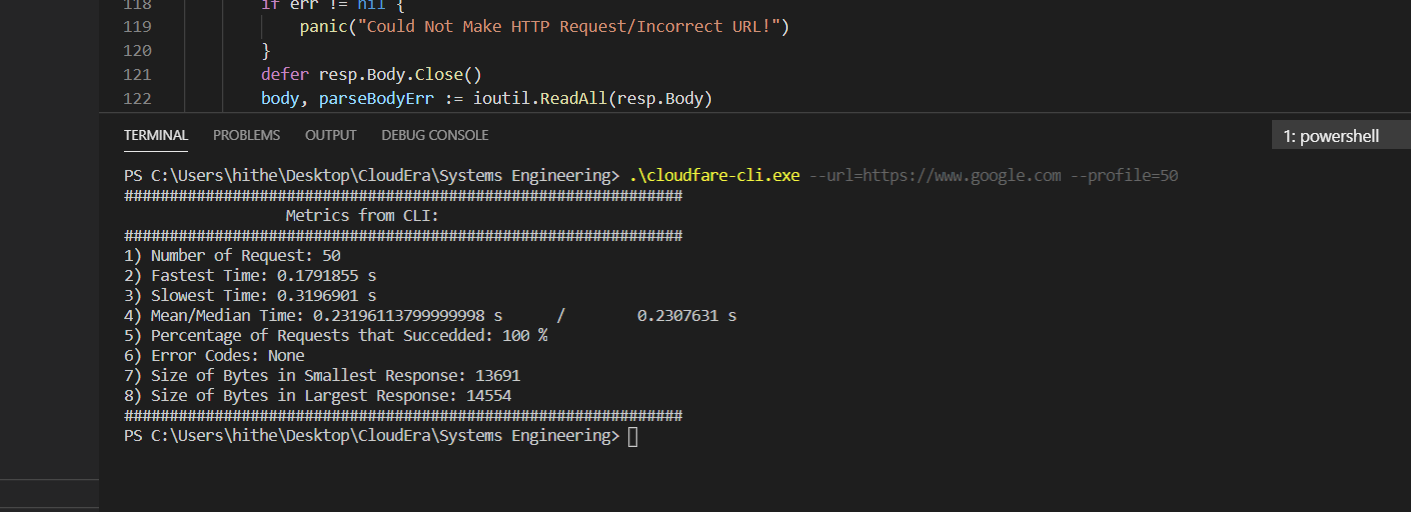 118 if err != nil {
119 panic("Could Not Make HTTP Request/Incorrect URL!")
120 }
121 defer resp.Body.Close()
122 body, parseBodyErr := ioutil.ReadAll(resp.Body)
TERMINAL PROBLEMS OUTPUT DEBUG CONSOLE 1: powershell
PS C:\Users\hithe\Desktop\CloudEra\Systems Engineering> .\cloudfare-cli.exe --url=https://www.google.com --profile=50
##############################################################
Metrics from CLI:
##############################################################
1) Number of Request: 50
2) Fastest Time: 0.1791855 s
3) Slowest Time: 0.3196901 s
4) Mean/Median Time: 0.23196113799999998 s / 0.2307631 s
5) Percentage of Requests that Succedded: 100 %
6) Error Codes: None
7) Size of Bytes in Smallest Response: 13691
8) Size of Bytes in Largest Response: 14554
##############################################################
PS C:\Users\hithe\Desktop\CloudEra\Systems Engineering>